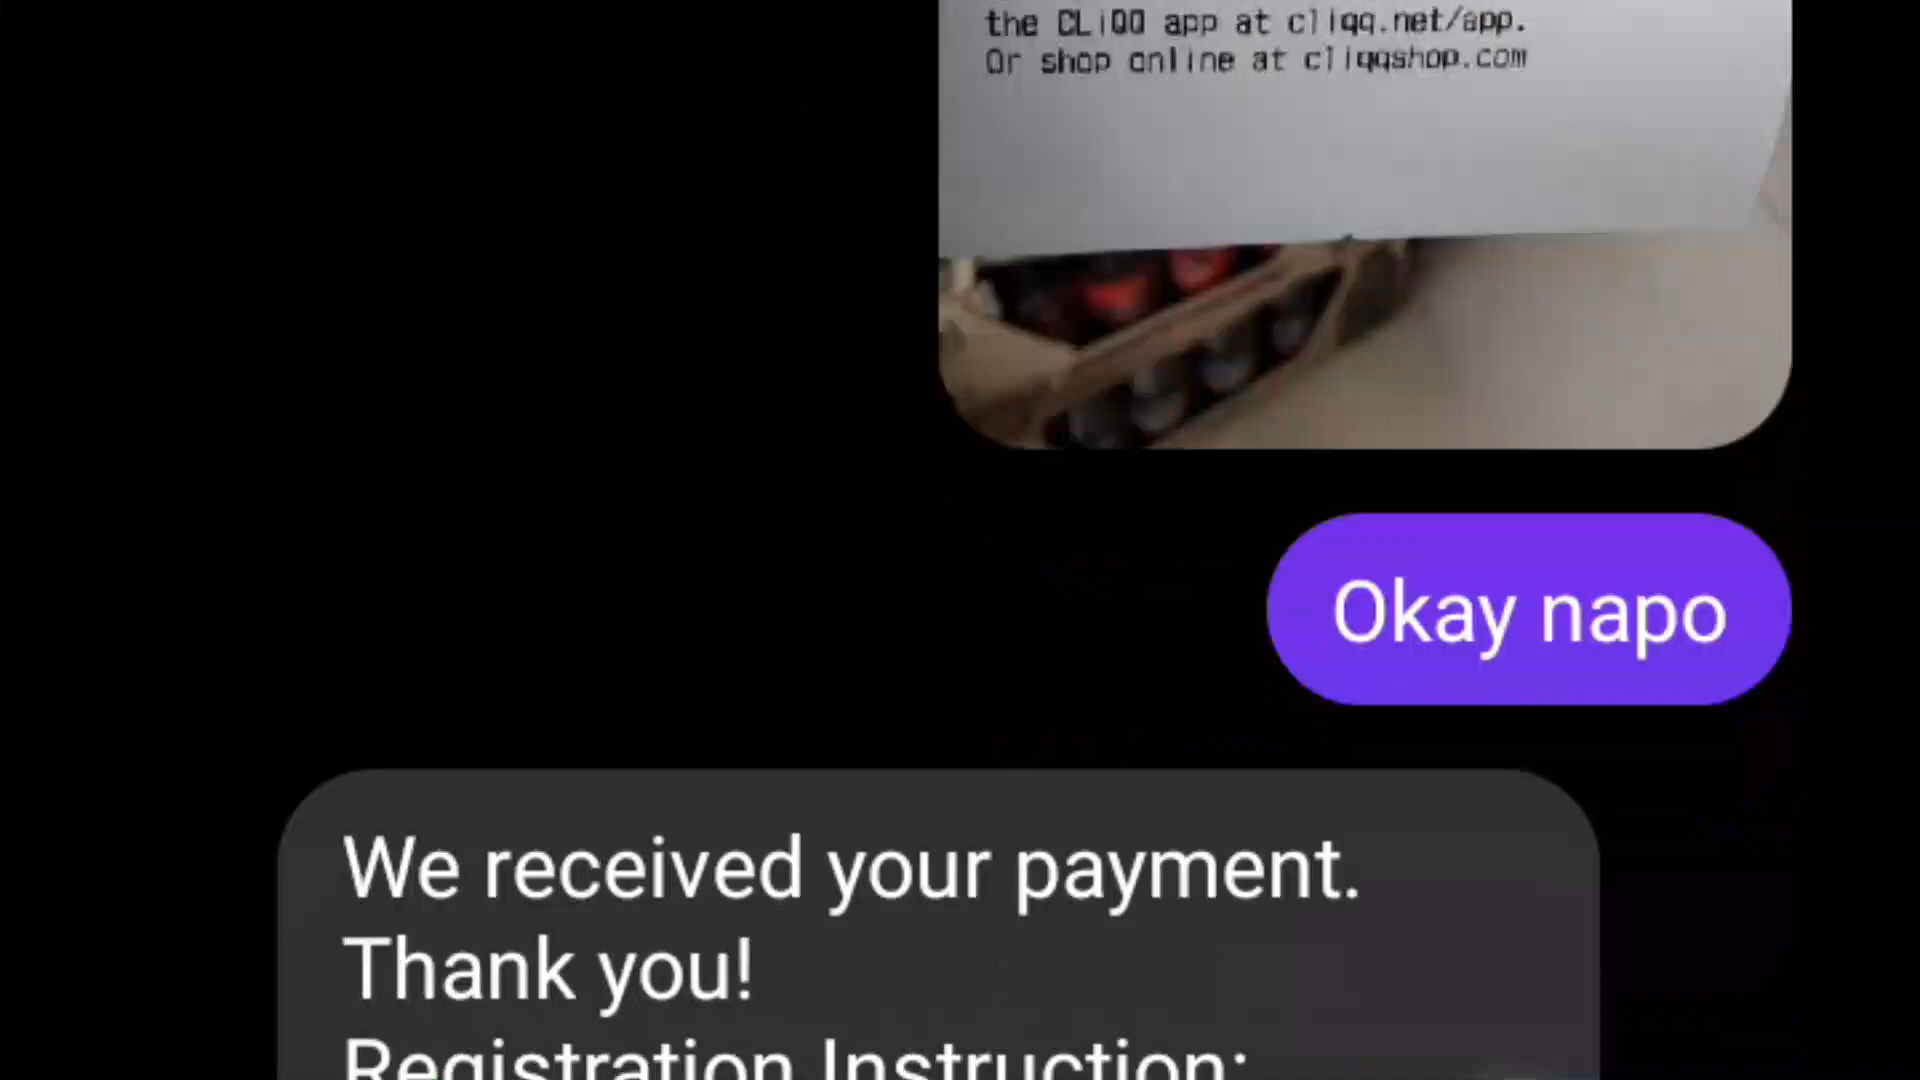 the CLiQQ app at cliqq.net/app.
Or shop online at cliqqshop.com
Okay napo
We received your payment.
Thank you!
Registration Instruction: